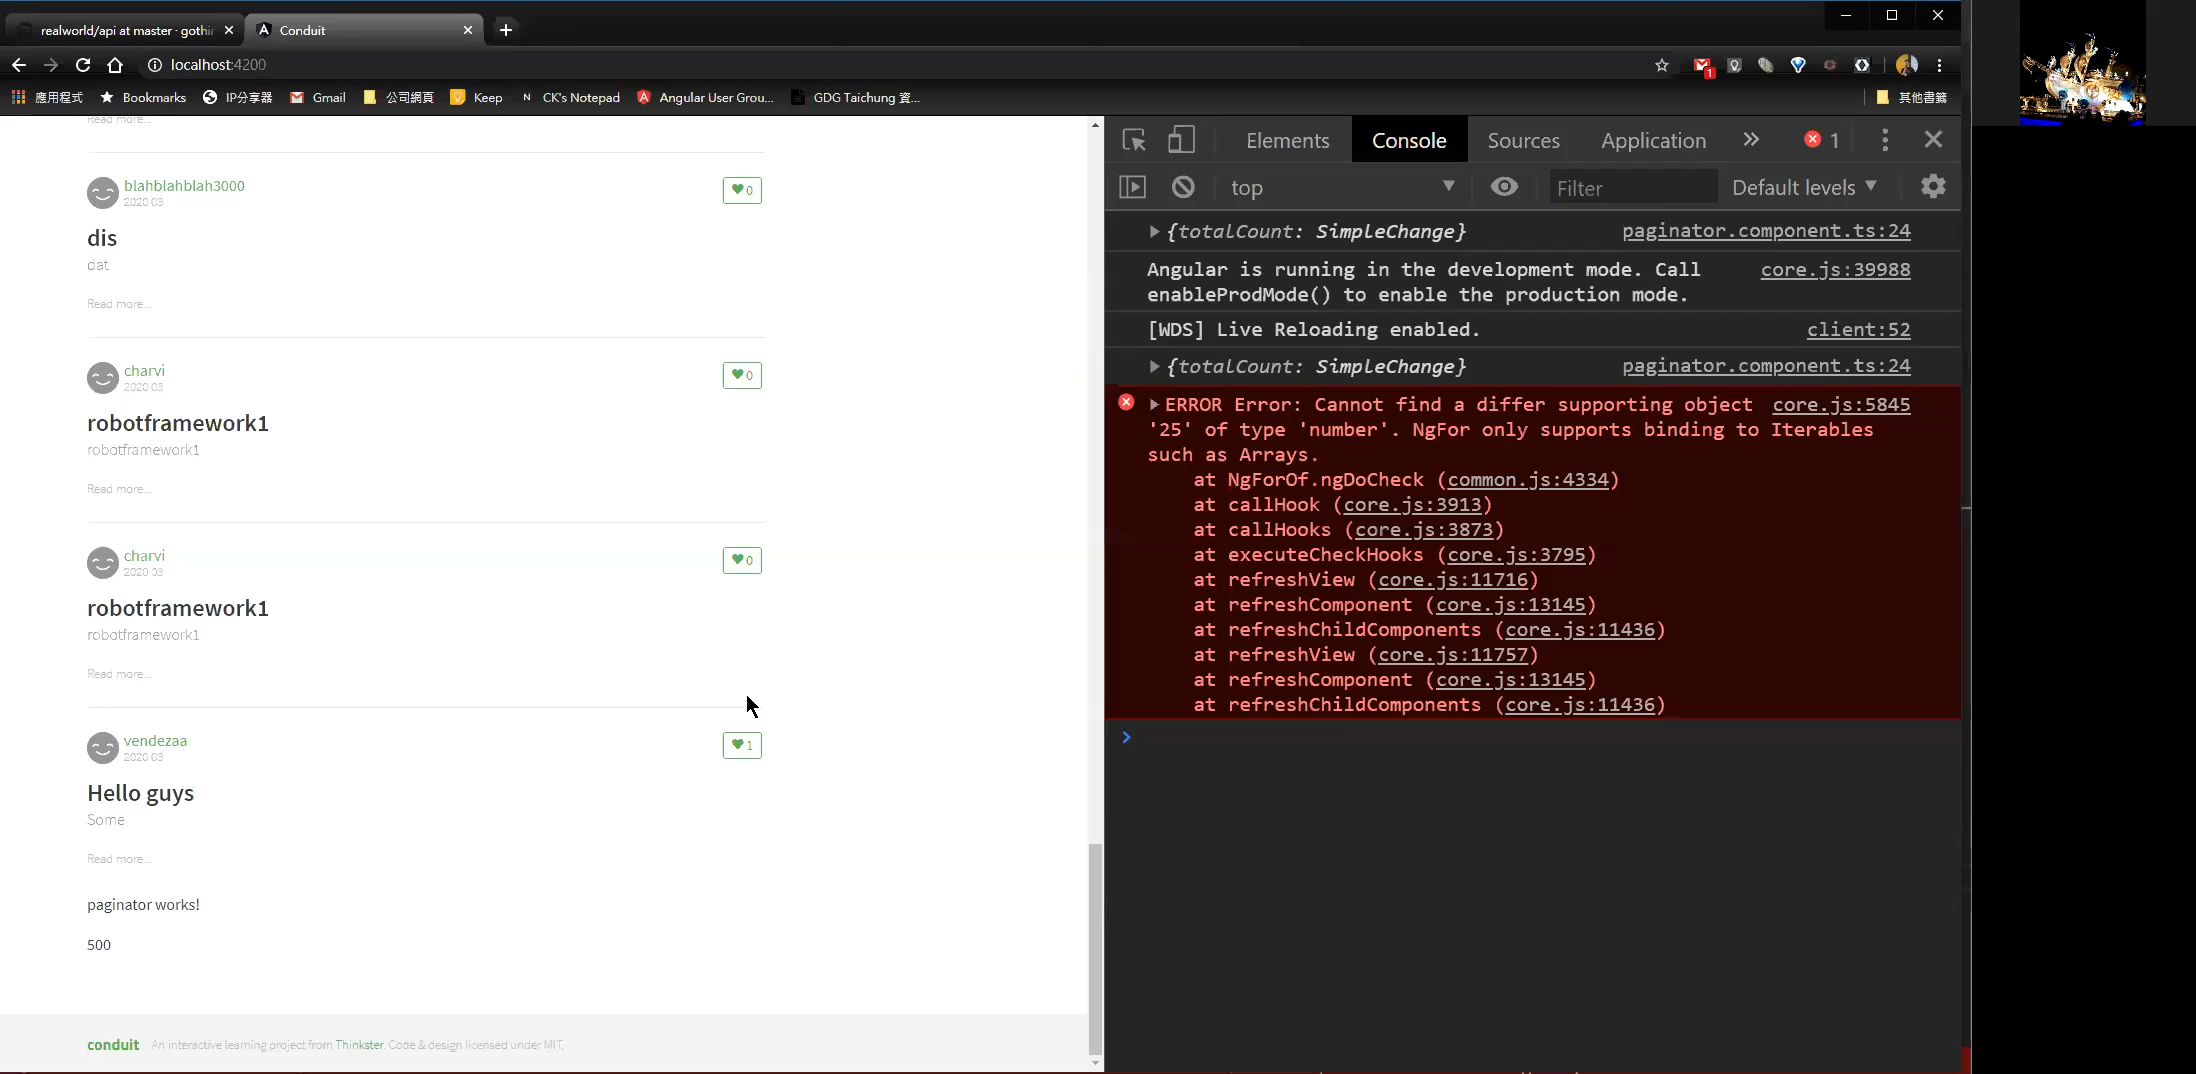 realworld/api at master · gothin
Conduit
localhost:4200
1
應用程式
Bookmarks
IP分享器
Gmail
公司網頁
Keep
N CK's Notepad
Angular User Grou...
GDG Taichung 資...
其他書籤
Read more...
blahblahblah3000
2020 03
0
dis
dat
Read more...
charvi
2020 03
0
robotframework1
robotframework1
Read more...
charvi
2020 03
0
robotframework1
robotframework1
Read more...
vendezaa
2020 03
1
Hello guys
Some
Read more...
paginator works!
500
conduit An interactive learning project from Thinkster. Code & design licensed under MIT.
Elements Console Sources Application » 1
top Filter Default levels
{totalCount: SimpleChange} paginator.component.ts:24
Angular is running in the development mode. Call core.js:39988
enableProdMode() to enable the production mode.
[WDS] Live Reloading enabled. client:52
{totalCount: SimpleChange} paginator.component.ts:24
ERROR Error: Cannot find a differ supporting object core.js:5845
'25' of type 'number'. NgFor only supports binding to Iterables
such as Arrays.
at NgForOf.ngDoCheck (common.js:4334)
at callHook (core.js:3913)
at callHooks (core.js:3873)
at executeCheckHooks (core.js:3795)
at refreshView (core.js:11716)
at refreshComponent (core.js:13145)
at refreshChildComponents (core.js:11436)
at refreshView (core.js:11757)
at refreshComponent (core.js:13145)
at refreshChildComponents (core.js:11436)